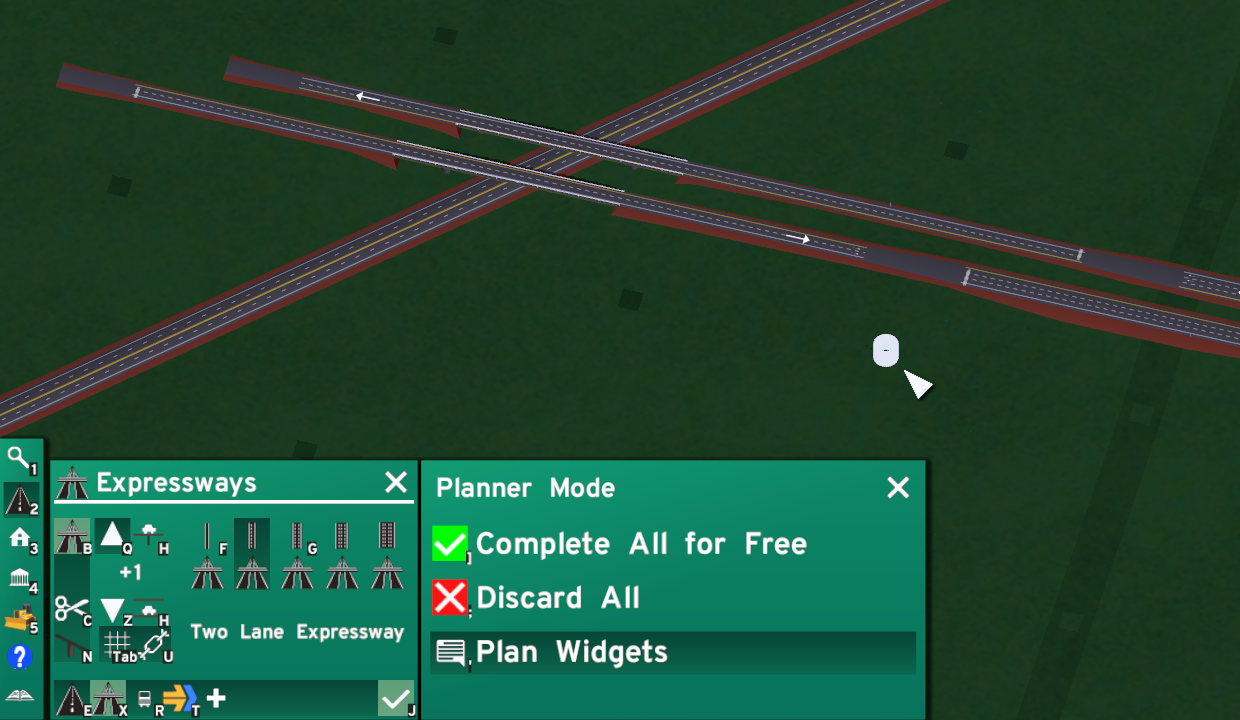 1
2
3
4
5
Expressways
B
Q
H
F
G
+1
C
Z
H
Two Lane Expressway
N
Tab
U
E
X
R
T
J
Planner Mode
Complete All for Free
Discard All
;
Plan Widgets